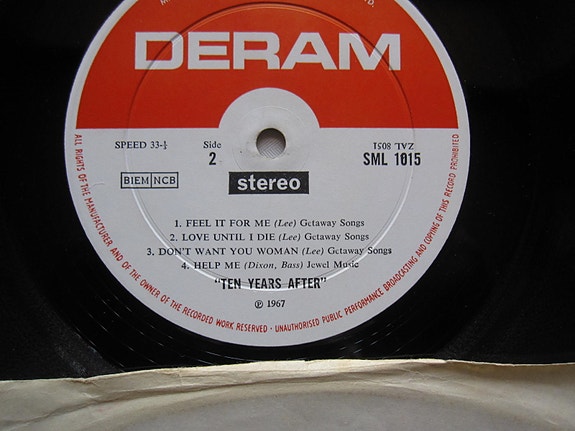 DERAM
SPEED 33-⅓
Side
2
ZAL 8051
SML 1015
BIEM NCB
stereo
1. FEEL IT FOR ME (Lee) Getaway Songs
2. LOVE UNTIL I DIE (Lee) Getaway Songs
3. DON'T WANT YOU WOMAN (Lee) Getaway Songs
4. HELP ME (Dixon, Bass) Jewel Music
"TEN YEARS AFTER"
℗ 1967
ALL RIGHTS OF THE MANUFACTURER AND OF THE OWNER OF THE RECORDED WORK RESERVED · UNAUTHORISED PUBLIC PERFORMANCE BROADCASTING AND COPYING OF THIS RECORD PROHIBITED